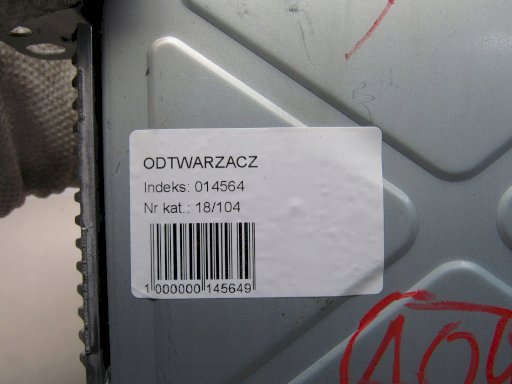 ODTWARZACZ
Indeks: 014564
Nr kat.: 18/104
1 000000 145649